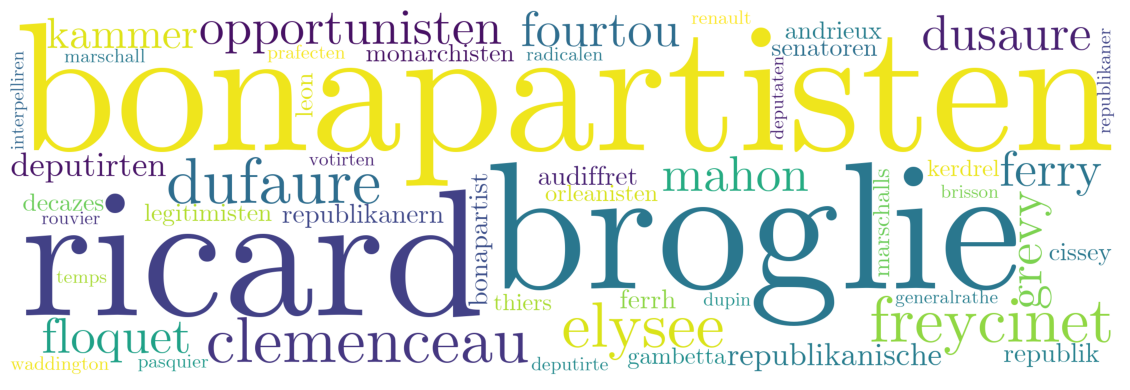 kammer
opportunisten
fourtou
renault
andrieux
dusaure
marschall
prafecten
monarchisten
radicalen
senatoren
bonapartisten
interpelliren
leon
deputaten
republikaner
deputirten
votirten
dufaure
audiffret
orleanisten
mahon
kerdrel
ferry
brisson
decazes
rouvier
legitimisten
republikanern
bonapartist
ricard
broglie
marschalls
grevy
cissey
temps
thiers
ferrh
dupin
generalrathe
floquet
clemenceau
elysee
freycinet
waddington
pasquier
deputirte
gambetta
republikanische
republik